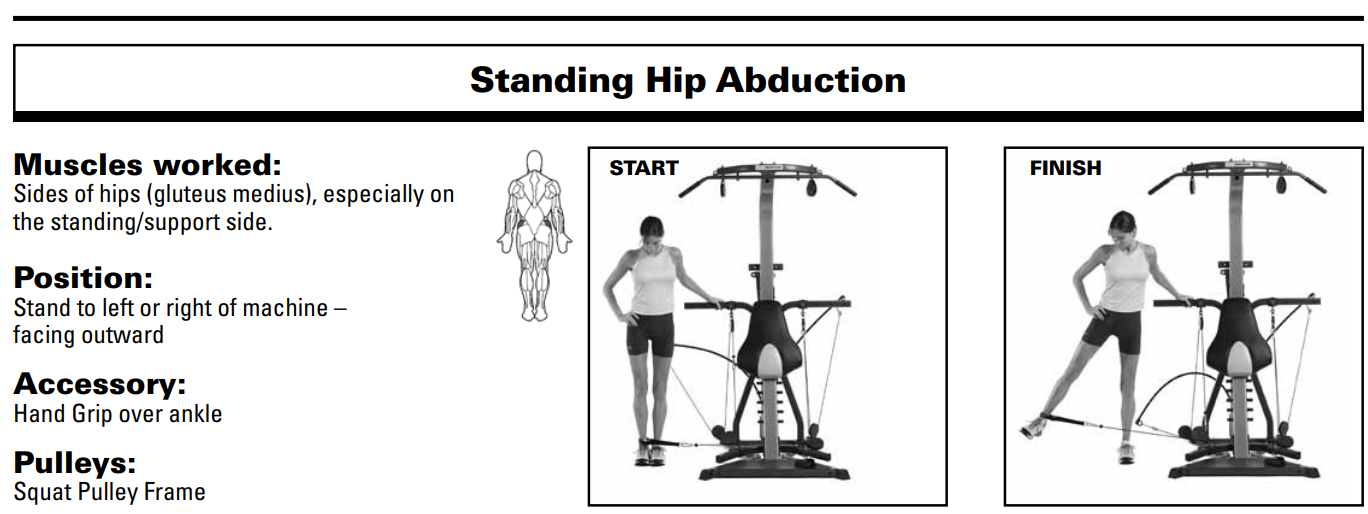 Standing Hip Abduction
Muscles worked:
Sides of hips (gluteus medius), especially on
the standing/support side.
Position:
Stand to left or right of machine –
facing outward
Accessory:
Hand Grip over ankle
Pulleys:
Squat Pulley Frame
START
FINISH